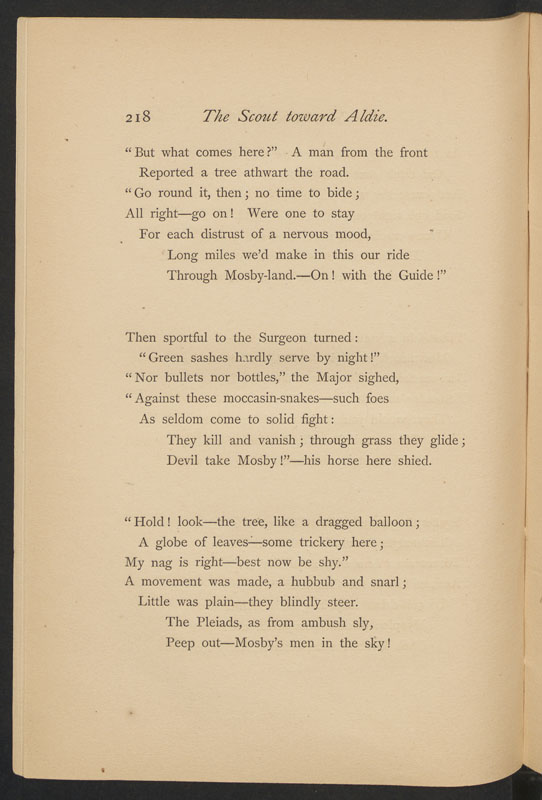 218 The Scout toward Aldie.
“But what comes here?” A man from the front
Reported a tree athwart the road.
“Go round it, then; no time to bide;
All right—go on! Were one to stay
For each distrust of a nervous mood,
Long miles we’d make in this our ride
Through Mosby-land.—On! with the Guide!”
Then sportful to the Surgeon turned:
“Green sashes hardly serve by night!”
“Nor bullets nor bottles,” the Major sighed,
“Against these moccasin-snakes—such foes
As seldom come to solid fight:
They kill and vanish; through grass they glide;
Devil take Mosby!”—his horse here shied.
“Hold! look—the tree, like a dragged balloon;
A globe of leaves—some trickery here;
My nag is right—best now be shy.”
A movement was made, a hubbub and snarl;
Little was plain—they blindly steer.
The Pleiads, as from ambush sly,
Peep out—Mosby’s men in the sky!